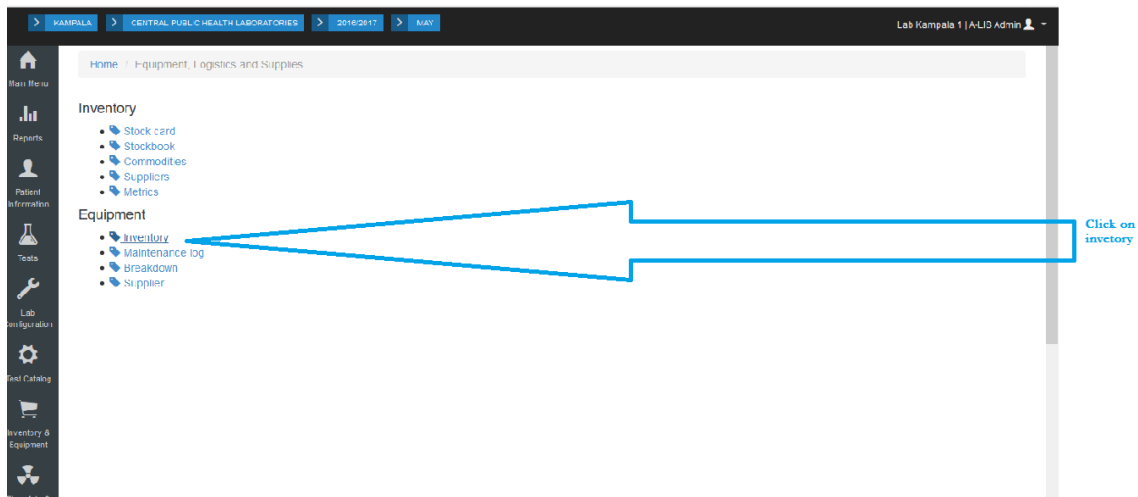 KAMPALA CENTRAL PUBLIC HEALTH LABORATORIES 2016/2017 MAY Lab Kampala 1 | A-LIS Admin
Main Menu
Reports
Patient
Information
Tests
Lab
Configuration
Test Catalog
Inventory &
Equipment
Home / Equipment, Logistics and Supplies
Inventory
Stock card
Stockbook
Commodities
Suppliers
Metrics
Equipment
Inventory
Maintenance log
Breakdown
Supplier
Click on
invetory